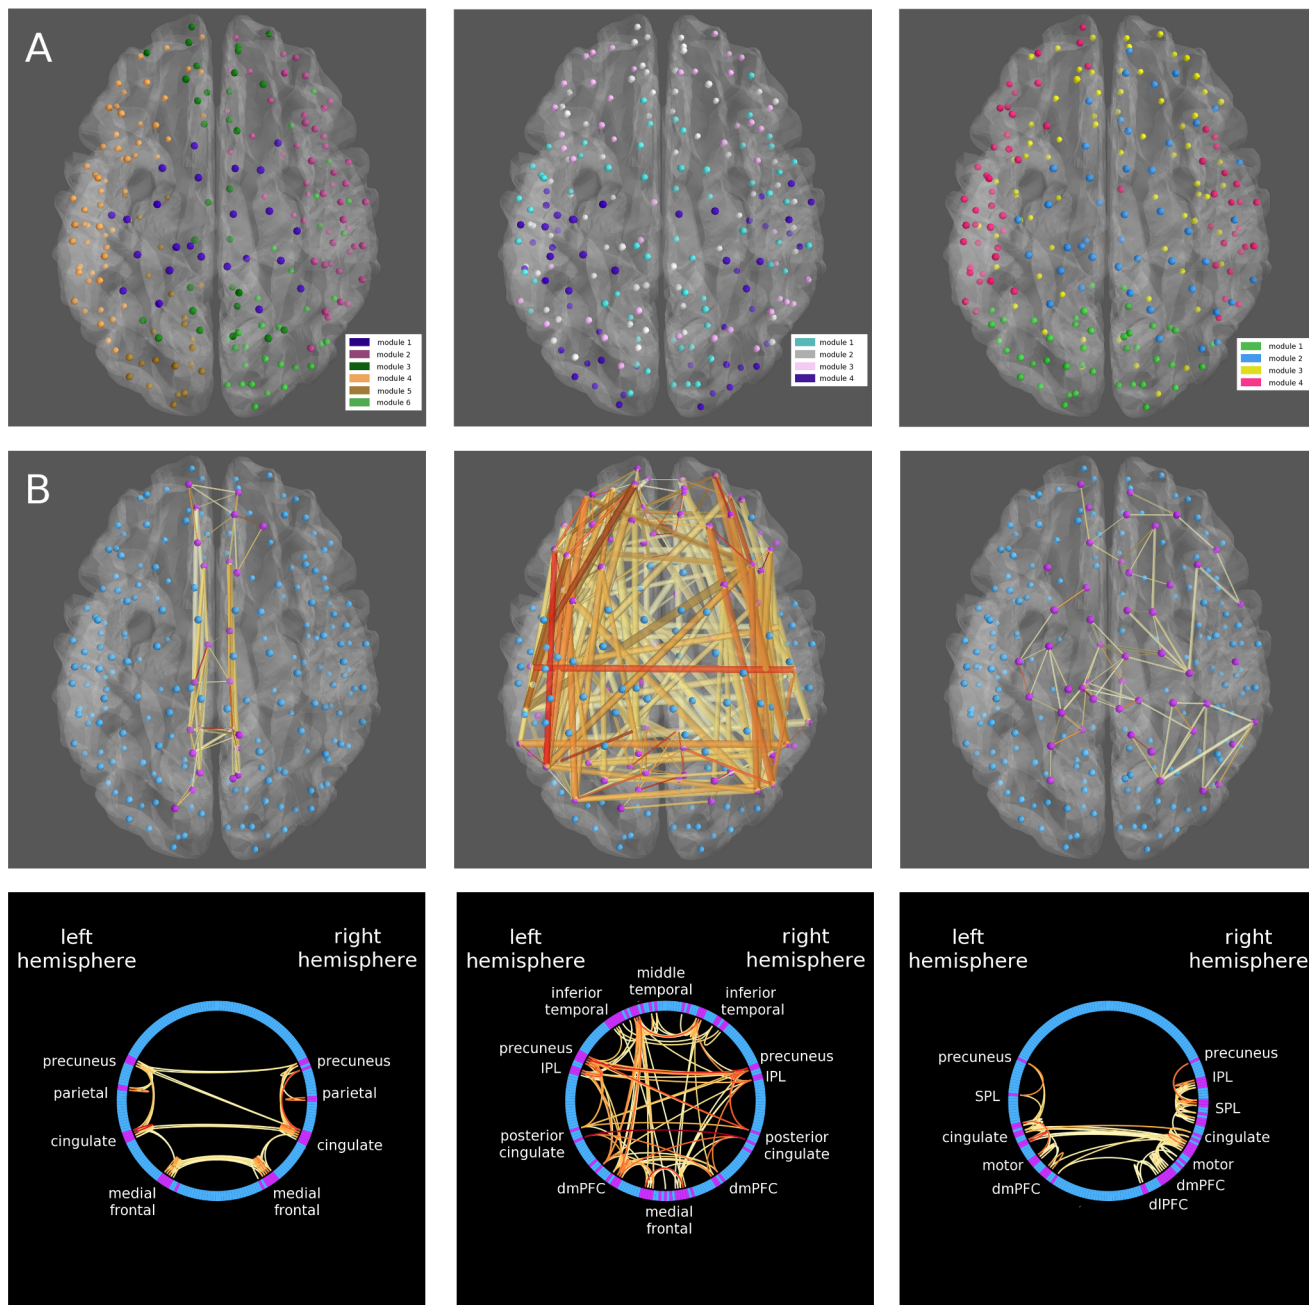 A
module 1
module 2
module 3
module 4
module 5
module 6
module 1
module 2
module 3
module 4
module 1
module 2
module 3
module 4
B
left
hemisphere
right
hemisphere
precuneus
precuneus
parietal
parietal
cingulate
cingulate
medial
frontal
medial
frontal
left
hemisphere
right
hemisphere
middle
temporal
inferior
temporal
inferior
temporal
precuneus
precuneus
IPL
IPL
posterior
cingulate
posterior
cingulate
dmPFC
dmPFC
medial
frontal
left
hemisphere
right
hemisphere
precuneus
precuneus
IPL
SPL
SPL
cingulate
cingulate
motor
motor
dmPFC
dmPFC
dlPFC